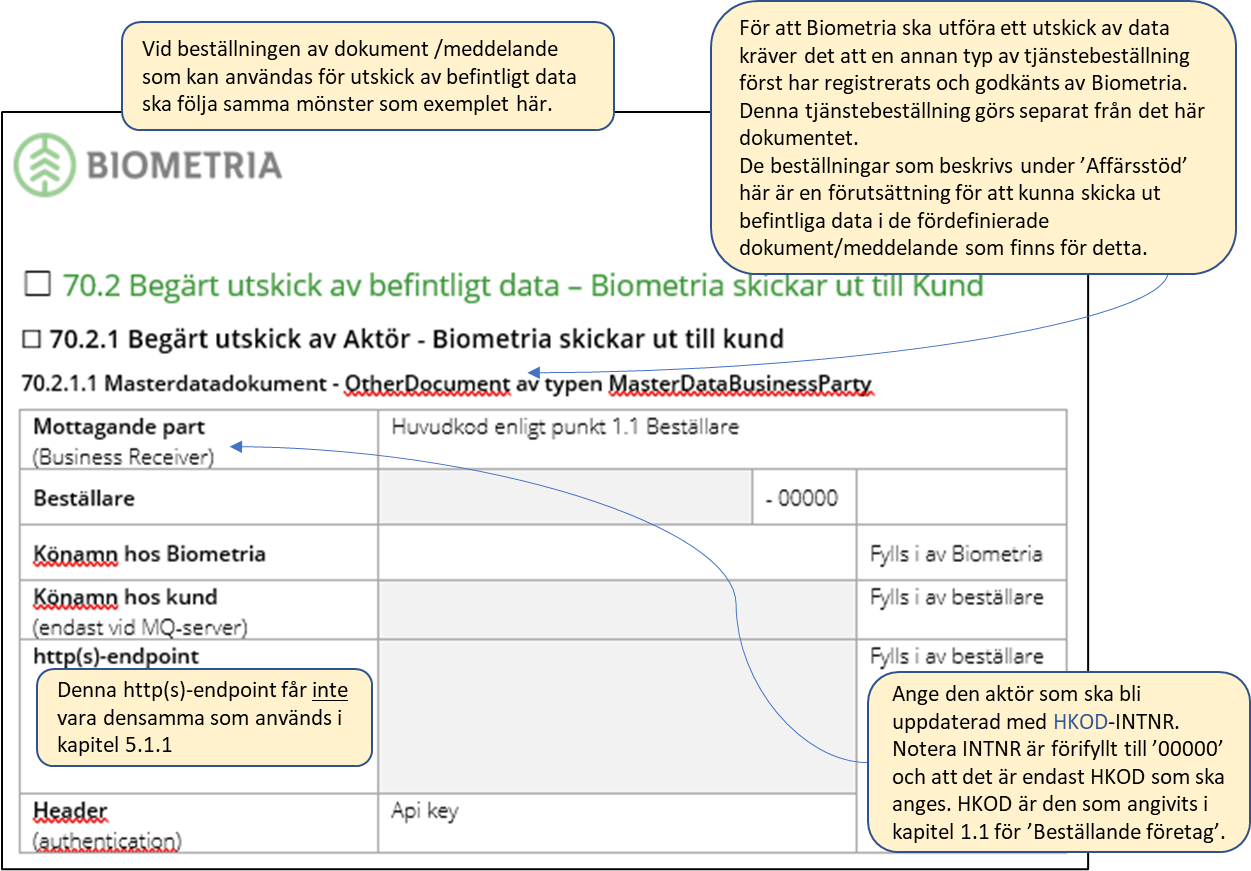 Vid beställningen av dokument /meddelande
som kan användas för utskick av befintligt data
ska följa samma mönster som exemplet här.
För att Biometria ska utföra ett utskick av data
kräver det att en annan typ av tjänstebeställning
först har registrerats och godkänts av Biometria.
Denna tjänstebeställning görs separat från det här
dokumentet.
De beställningar som beskrivs under ’Affärsstöd’
här är en förutsättning för att kunna skicka ut
befintliga data i de fördefinierade
dokument/meddelande som finns för detta.
BIOMETRIA
☐ 70.2 Begärt utskick av befintligt data – Biometria skickar ut till Kund
☐ 70.2.1 Begärt utskick av Aktör - Biometria skickar ut till kund
70.2.1.1 Masterdatadokument - OtherDocument av typen MasterDataBusinessParty
Mottagande part
(Business Receiver)
Huvudkod enligt punkt 1.1 Beställare
Beställare
- 00000
Könamn hos Biometria
Fylls i av Biometria
Könamn hos kund
(endast vid MQ-server)
Fylls i av beställare
http(s)-endpoint
Fylls i av beställare
Denna http(s)-endpoint får inte
vara densamma som används i
kapitel 5.1.1
Ange den aktör som ska bli
uppdaterad med HKOD-INTNR.
Notera INTNR är förifyllt till ’00000’
och att det är endast HKOD som ska
anges. HKOD är den som angivits i
kapitel 1.1 för ’Beställande företag’.
Header
(authentication)
Api key